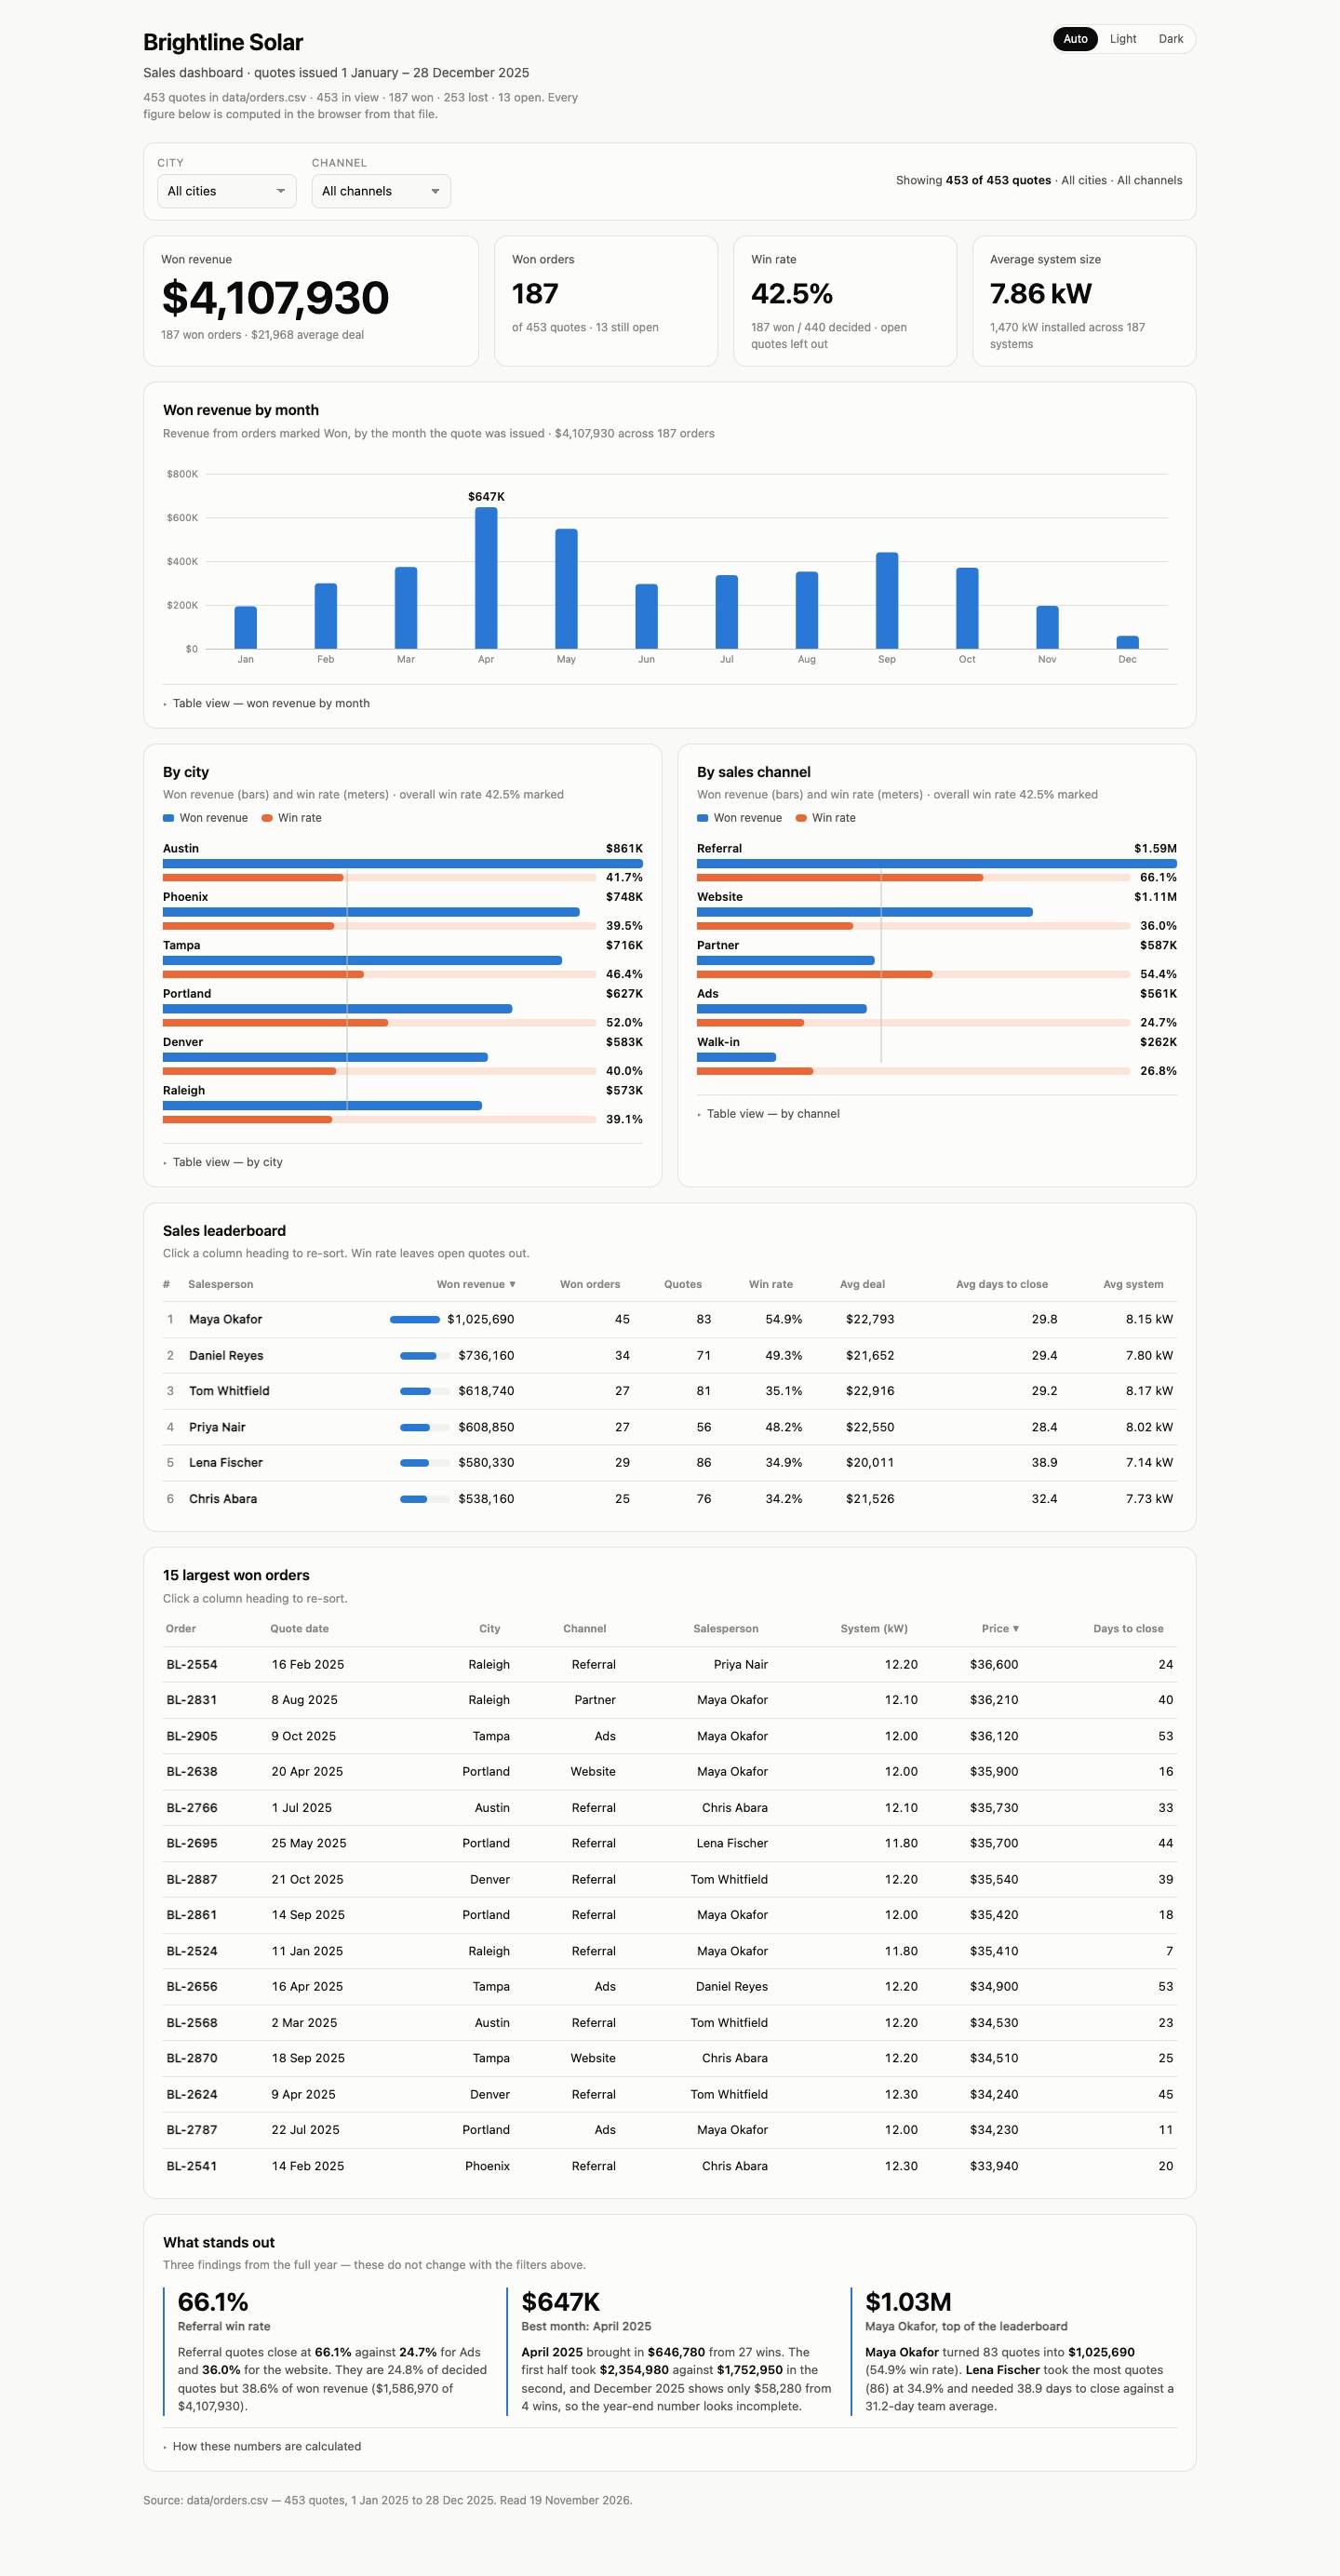 Brightline Solar
Auto Light Dark
Sales dashboard · quotes issued 1 January – 28 December 2025
453 quotes in data/orders.csv · 453 in view · 187 won · 253 lost · 13 open. Every
figure below is computed in the browser from that file.
CITY
CHANNEL
All cities
All channels
Showing 453 of 453 quotes · All cities · All channels
Won revenue
$4,107,930
187 won orders · $21,968 average deal
Won orders
187
of 453 quotes · 13 still open
Win rate
42.5%
187 won / 440 decided · open
quotes left out
Average system size
7.86 kW
1,470 kW installed across 187
systems
Won revenue by month
Revenue from orders marked Won, by the month the quote was issued · $4,107,930 across 187 orders
$800K
$647K
$600K
$400K
$200K
$0
Jan Feb Mar Apr May Jun Jul Aug Sep Oct Nov Dec
Table view — won revenue by month
By city
Won revenue (bars) and win rate (meters) · overall win rate 42.5% marked
Won revenue Win rate
Austin $861K
41.7%
Phoenix $748K
39.5%
Tampa $716K
46.4%
Portland $627K
52.0%
Denver $583K
40.0%
Raleigh $573K
39.1%
Table view — by city
By sales channel
Won revenue (bars) and win rate (meters) · overall win rate 42.5% marked
Won revenue Win rate
Referral $1.59M
66.1%
Website $1.11M
36.0%
Partner $587K
54.4%
Ads $561K
24.7%
Walk-in $262K
26.8%
Table view — by channel
Sales leaderboard
Click a column heading to re-sort. Win rate leaves open quotes out.
# Salesperson Won revenue ▼ Won orders Quotes Win rate Avg deal Avg days to close Avg system
1 Maya Okafor $1,025,690 45 83 54.9% $22,793 29.8 8.15 kW
2 Daniel Reyes $736,160 34 71 49.3% $21,652 29.4 7.80 kW
3 Tom Whitfield $618,740 27 81 35.1% $22,916 29.2 8.17 kW
4 Priya Nair $608,850 27 56 48.2% $22,550 28.4 8.02 kW
5 Lena Fischer $580,330 29 86 34.9% $20,011 38.9 7.14 kW
6 Chris Abara $538,160 25 76 34.2% $21,526 32.4 7.73 kW
15 largest won orders
Click a column heading to re-sort.
Order Quote date City Channel Salesperson System (kW) Price ▼ Days to close
BL-2554 16 Feb 2025 Raleigh Referral Priya Nair 12.20 $36,600 24
BL-2831 8 Aug 2025 Raleigh Partner Maya Okafor 12.10 $36,210 40
BL-2905 9 Oct 2025 Tampa Ads Maya Okafor 12.00 $36,120 53
BL-2638 20 Apr 2025 Portland Website Maya Okafor 12.00 $35,900 16
BL-2766 1 Jul 2025 Austin Referral Chris Abara 12.10 $35,730 33
BL-2695 25 May 2025 Portland Referral Lena Fischer 11.80 $35,700 44
BL-2887 21 Oct 2025 Denver Referral Tom Whitfield 12.20 $35,540 39
BL-2861 14 Sep 2025 Portland Referral Maya Okafor 12.00 $35,420 18
BL-2524 11 Jan 2025 Raleigh Referral Maya Okafor 11.80 $35,410 7
BL-2656 16 Apr 2025 Tampa Ads Daniel Reyes 12.20 $34,900 53
BL-2568 2 Mar 2025 Austin Referral Tom Whitfield 12.20 $34,530 23
BL-2870 18 Sep 2025 Tampa Website Chris Abara 12.20 $34,510 25
BL-2624 9 Apr 2025 Denver Referral Tom Whitfield 12.30 $34,240 45
BL-2787 22 Jul 2025 Portland Ads Maya Okafor 12.00 $34,230 11
BL-2541 14 Feb 2025 Phoenix Referral Chris Abara 12.30 $33,940 20
What stands out
Three findings from the full year — these do not change with the filters above.
66.1%
Referral win rate
Referral quotes close at 66.1% against 24.7% for Ads
and 36.0% for the website. They are 24.8% of decided
quotes but 38.6% of won revenue ($1,586,970 of
$4,107,930).
$647K
Best month: April 2025
April 2025 brought in $646,780 from 27 wins. The
first half took $2,354,980 against $1,752,950 in the
second, and December 2025 shows only $58,280 from
4 wins, so the year-end number looks incomplete.
$1.03M
Maya Okafor, top of the leaderboard
Maya Okafor turned 83 quotes into $1,025,690
(54.9% win rate). Lena Fischer took the most quotes
(86) at 34.9% and needed 38.9 days to close against a
31.2-day team average.
How these numbers are calculated
Source: data/orders.csv — 453 quotes, 1 Jan 2025 to 28 Dec 2025. Read 19 November 2026.